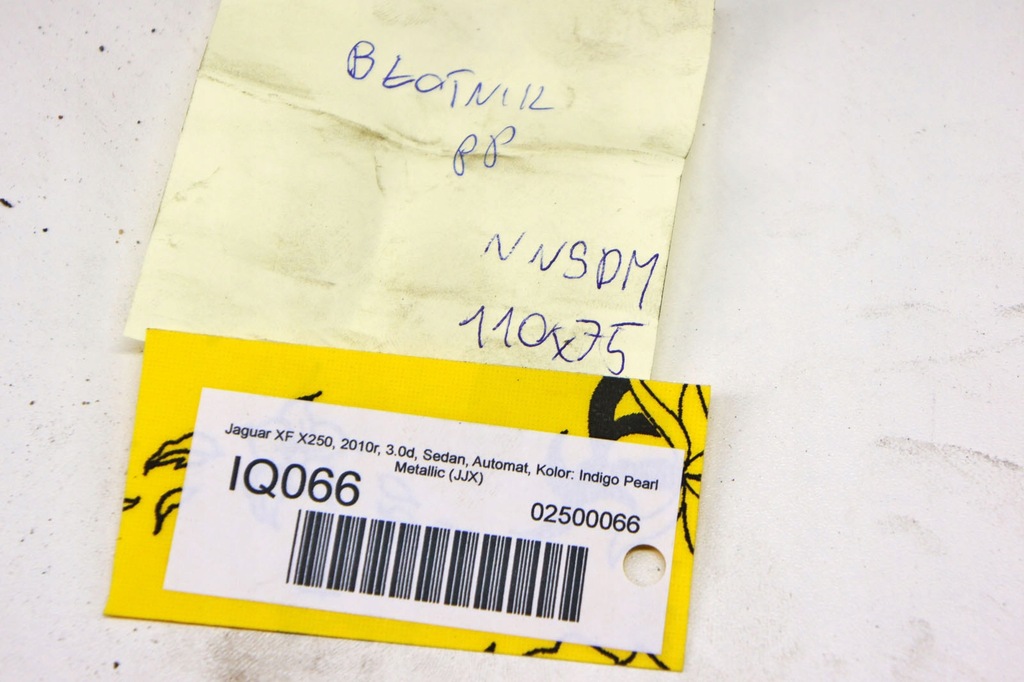 BŁOTNIK
PP
NNSDM
110x75
Jaguar XF X250, 2010r, 3.0d, Sedan, Automat, Kolor: Indigo Pearl
Metallic (JJX)
IQ066
02500066